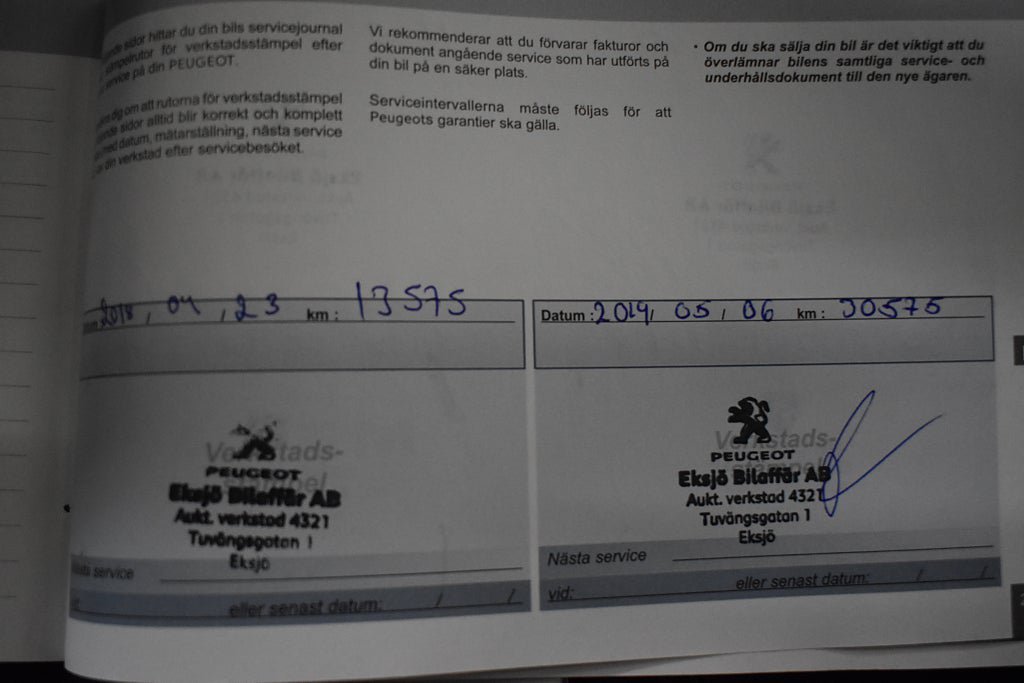 sidor hittar du din bils servicejournal
för verkstadsstämpel efter
service på din PEUGEOT.
om att rutorna för verkstadsstämpel
sidor alltid blir korrekt och komplett
med datum, mätarställning, nästa service
din verkstad efter servicebesöket.
Vi rekommenderar att du förvarar fakturor och
dokument angående service som har utförts på
din bil på en säker plats.
Serviceintervallerna måste följas för att
Peugeots garantier ska gälla.
• Om du ska sälja din bil är det viktigt att du
överlämnar bilens samtliga service- och
underhållsdokument till den nye ägaren.
2018, 04, 23 km : 13575
Verkstads-
stämpel
PEUGEOT
Eksjö Bilaffär AB
Aukt. verkstad 4321
Tuvängsgatan 1
Eksjö
Nästa service
eller senast datum: / /
Datum : 2019, 05, 06 km : 30575
Verkstads-
stämpel
PEUGEOT
Eksjö Bilaffär AB
Aukt. verkstad 4321
Tuvängsgatan 1
Eksjö
Nästa service
vid: eller senast datum: / /